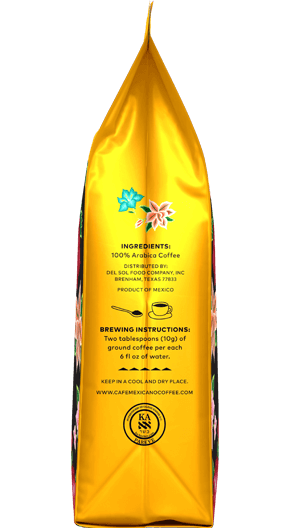 INGREDIENTS:
100% Arabica Coffee
DISTRIBUTED BY:
DEL SOL FOOD COMPANY, INC
BRENHAM, TEXAS 77833
PRODUCT OF MEXICO
BREWING INSTRUCTIONS:
Two tablespoons (10g) of
ground coffee per each
6 fl oz of water.
KEEP IN A COOL AND DRY PLACE.
WWW.CAFEMEXICANOCOFFEE.COM
KA
PAREVE